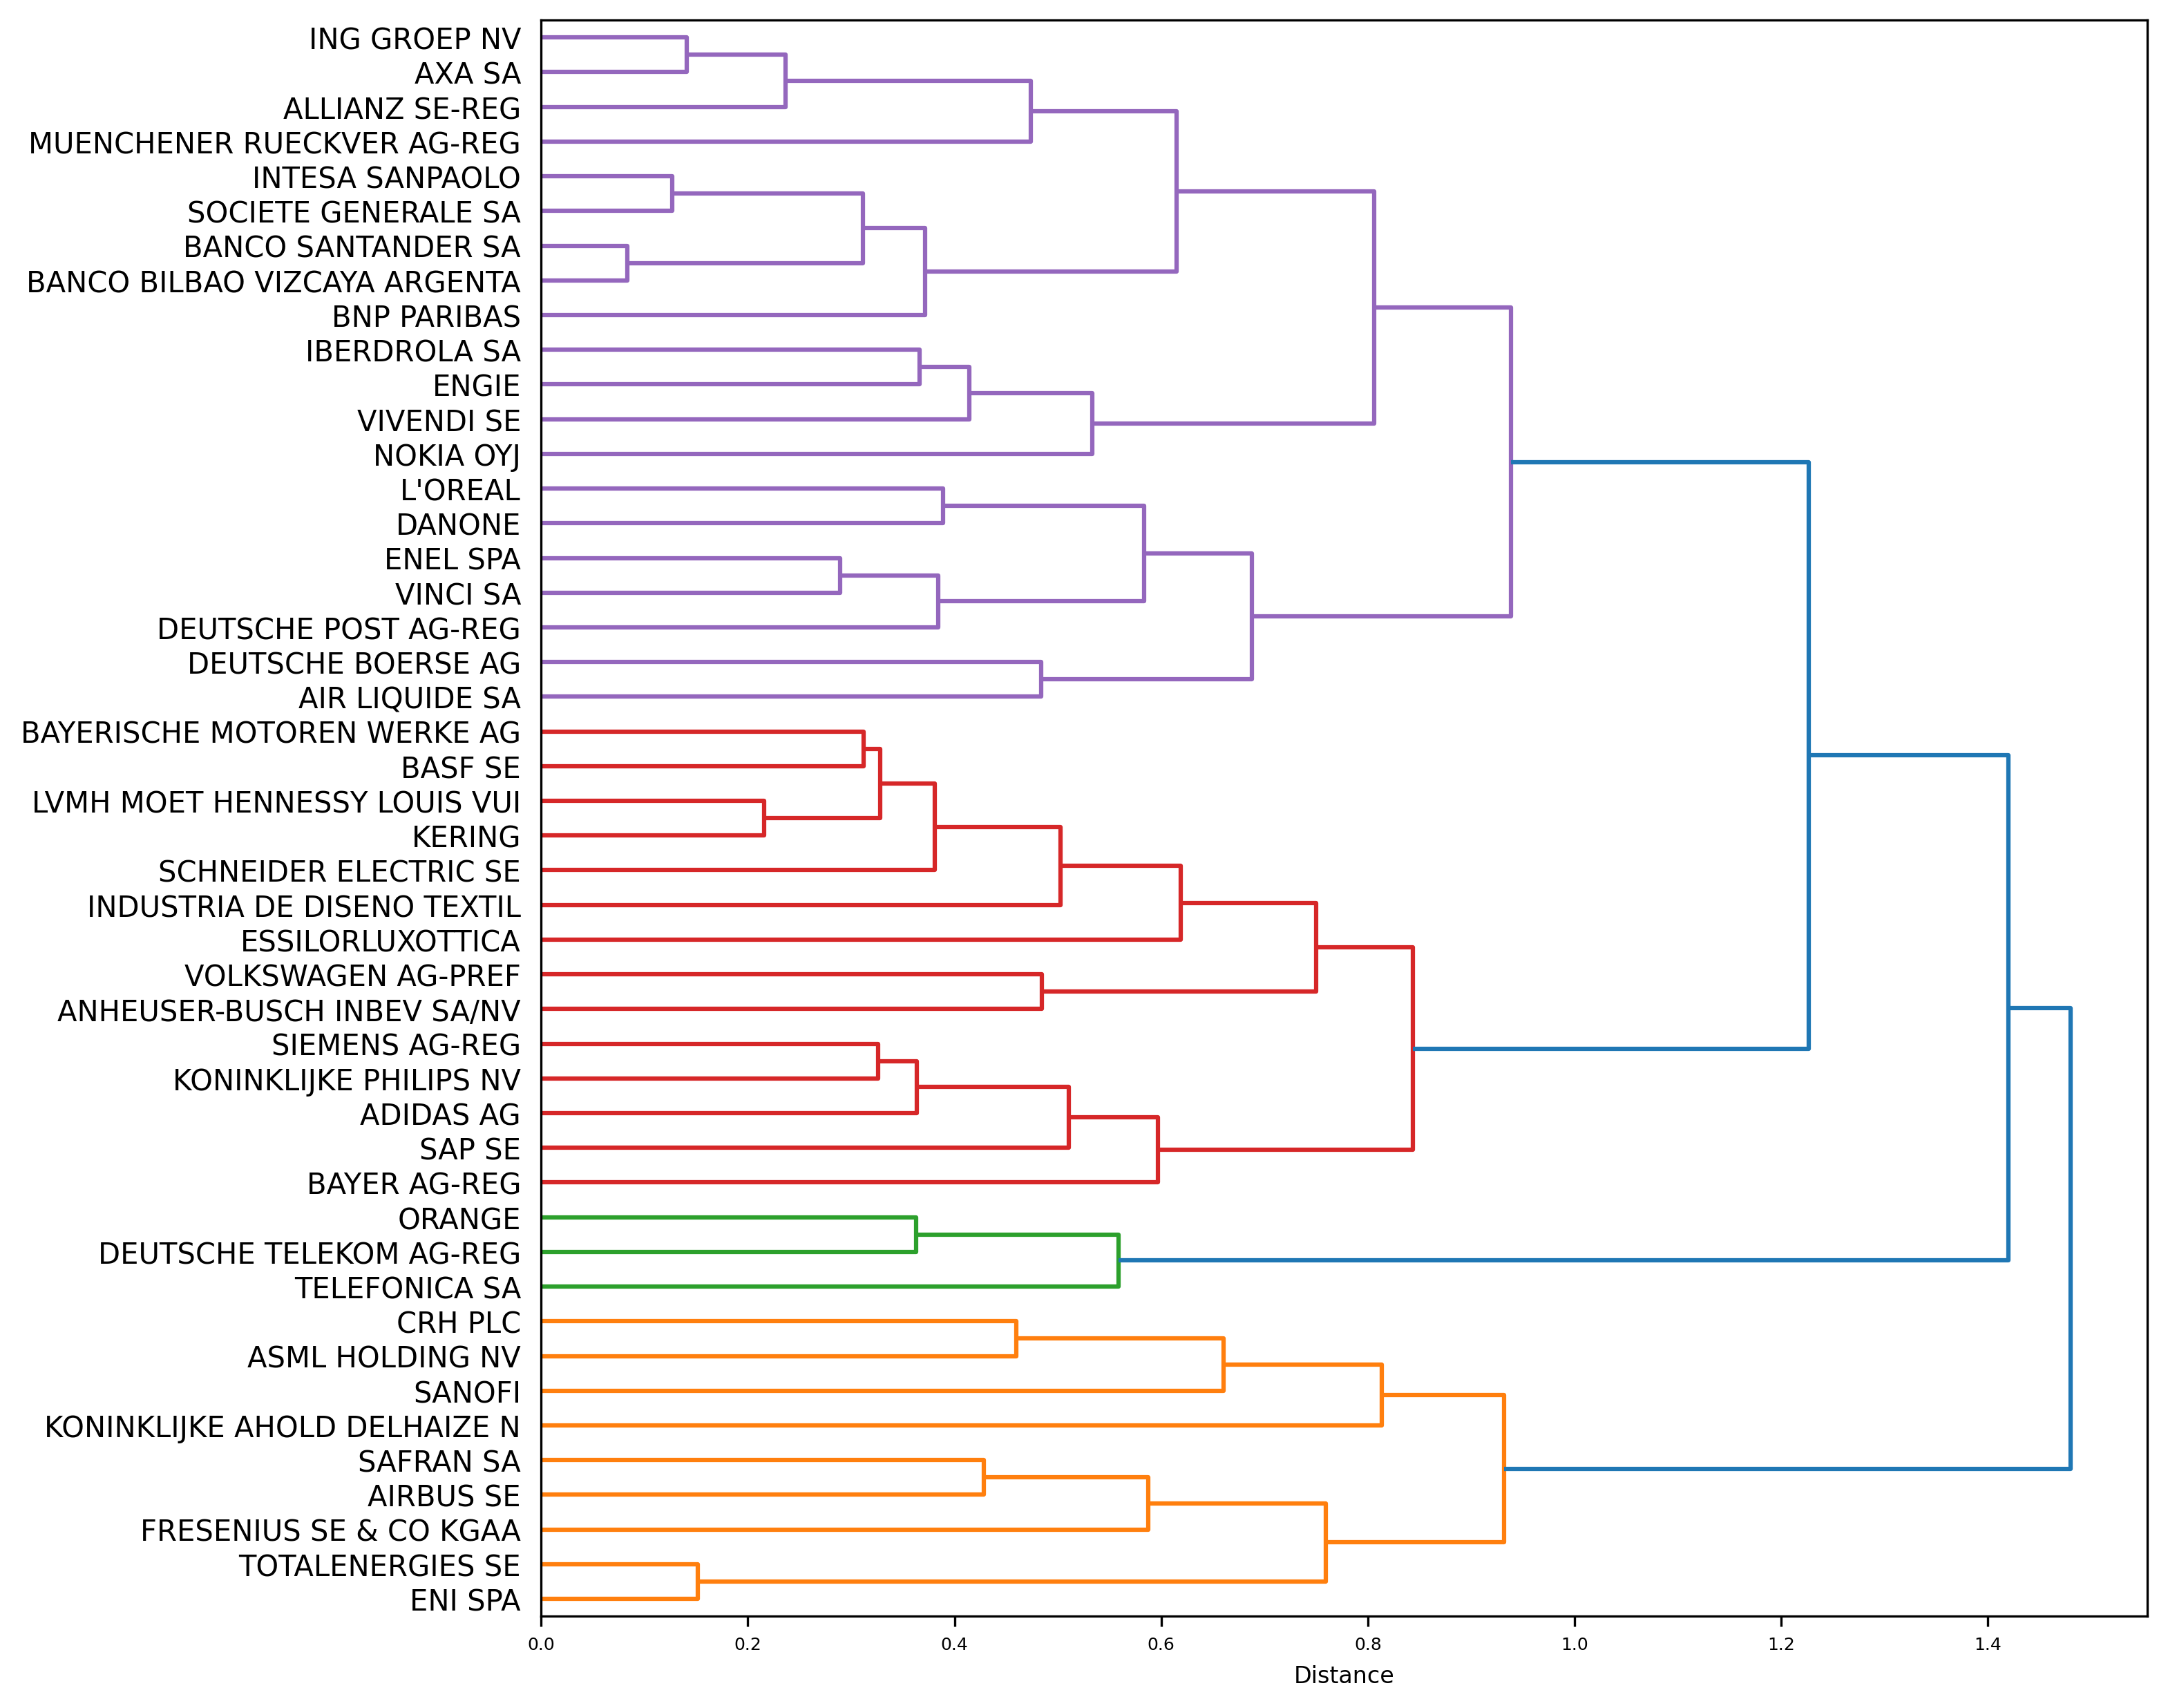 ING GROEP NV
AXA SA
ALLIANZ SE-REG
MUENCHENER RUECKVER AG-REG
INTESA SANPAOLO
SOCIETE GENERALE SA
BANCO SANTANDER SA
BANCO BILBAO VIZCAYA ARGENTA
BNP PARIBAS
IBERDROLA SA
ENGIE
VIVENDI SE
NOKIA OYJ
L'OREAL
DANONE
ENEL SPA
VINCI SA
DEUTSCHE POST AG-REG
DEUTSCHE BOERSE AG
AIR LIQUIDE SA
BAYERISCHE MOTOREN WERKE AG
BASF SE
LVMH MOET HENNESSY LOUIS VUI
KERING
SCHNEIDER ELECTRIC SE
INDUSTRIA DE DISENO TEXTIL
ESSILORLUXOTTICA
VOLKSWAGEN AG-PREF
ANHEUSER-BUSCH INBEV SA/NV
SIEMENS AG-REG
KONINKLIJKE PHILIPS NV
ADIDAS AG
SAP SE
BAYER AG-REG
ORANGE
DEUTSCHE TELEKOM AG-REG
TELEFONICA SA
CRH PLC
ASML HOLDING NV
SANOFI
KONINKLIJKE AHOLD DELHAIZE N
SAFRAN SA
AIRBUS SE
FRESENIUS SE & CO KGAA
TOTALENERGIES SE
ENI SPA
0.0 0.2 0.4 0.6 0.8 1.0 1.2 1.4
Distance